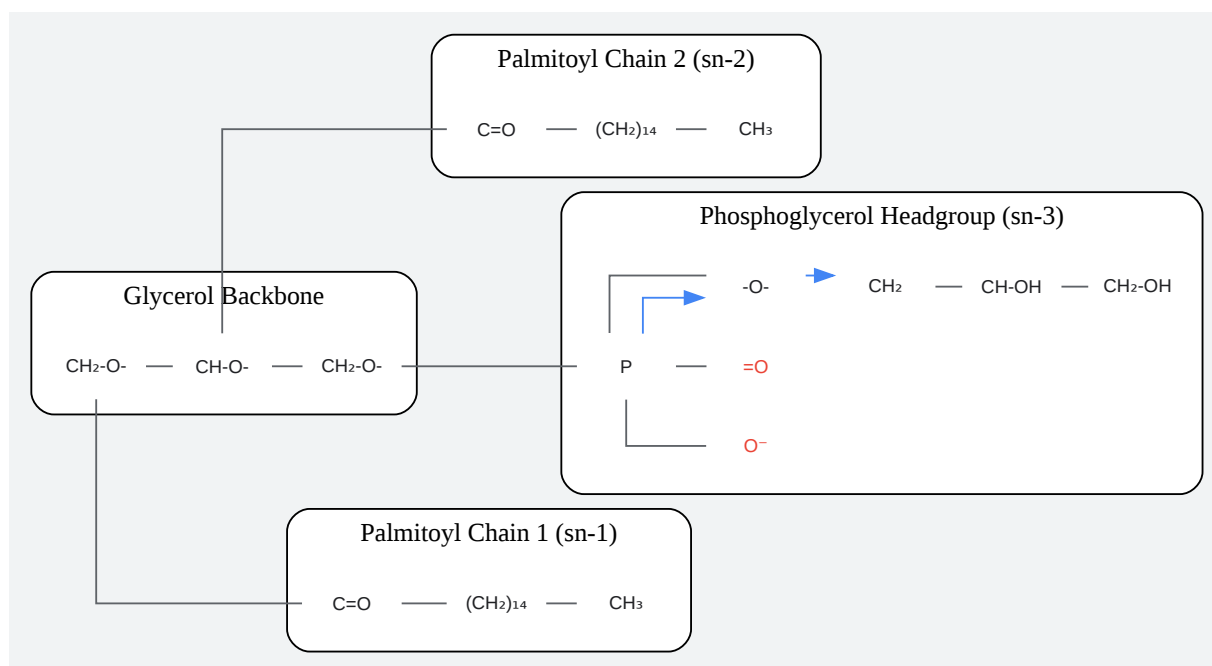 Palmitoyl Chain 2 (sn-2)
C=O
(CH₂)₁₄
CH₃
Phosphoglycerol Headgroup (sn-3)
-O-
CH₂
CH-OH
CH₂-OH
Glycerol Backbone
CH₂-O-
CH-O-
CH₂-O-
P
=O
O⁻
Palmitoyl Chain 1 (sn-1)
C=O
(CH₂)₁₄
CH₃